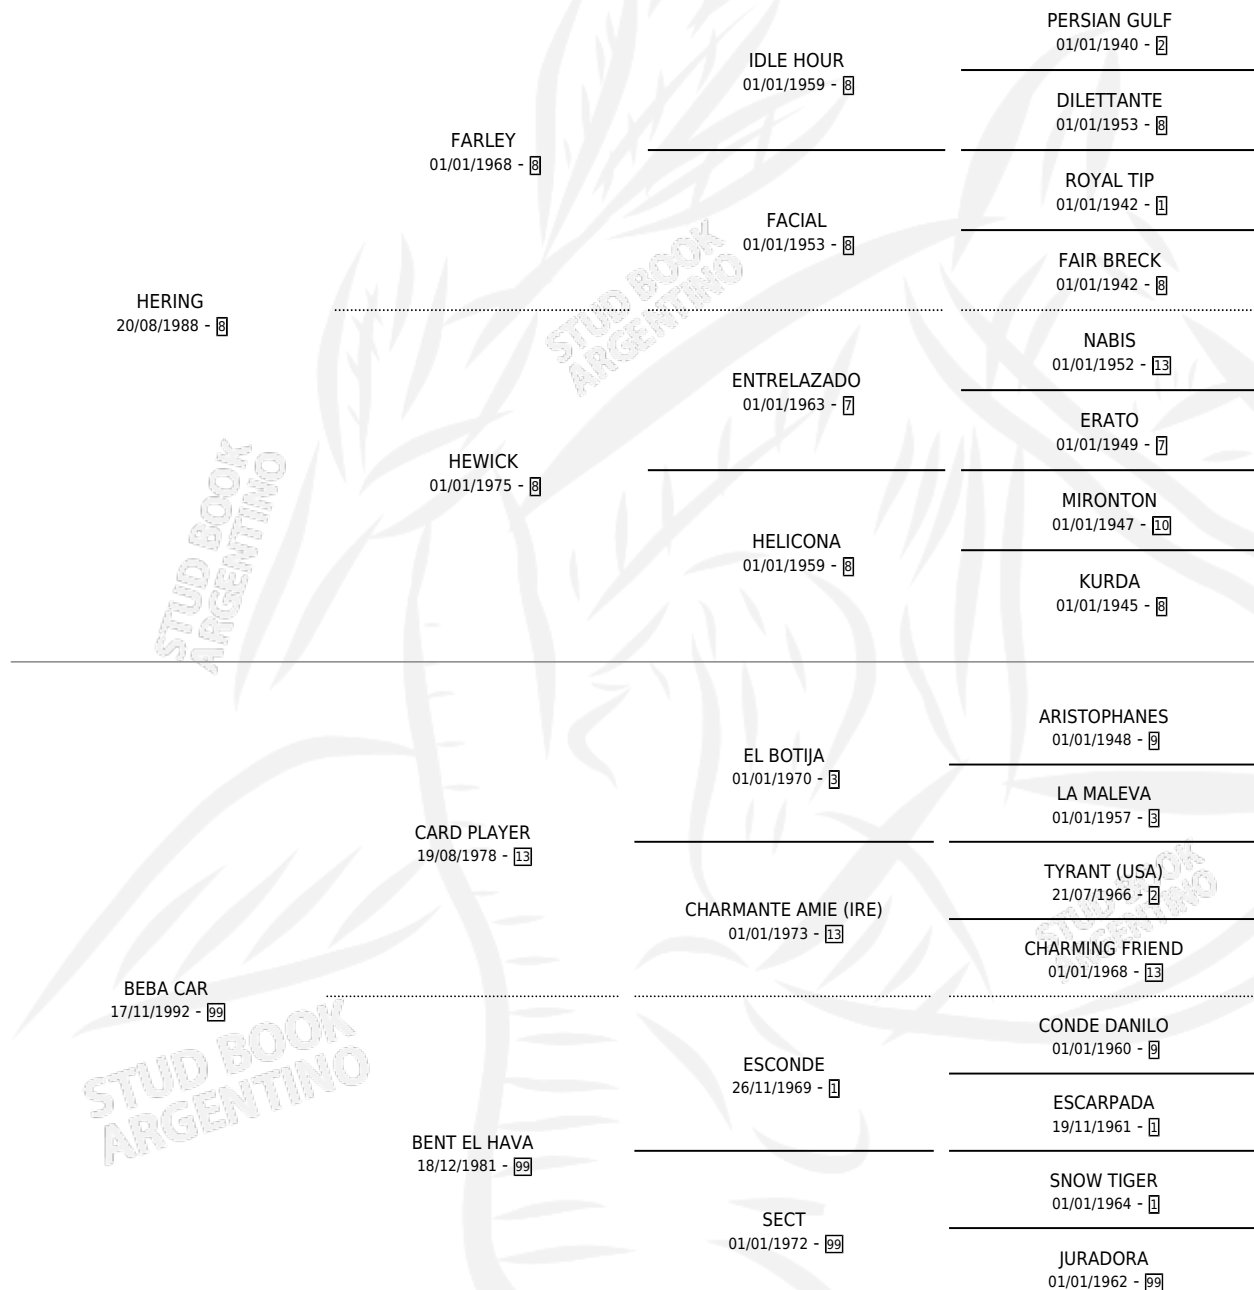 PERSIAN GULF
01/01/1940 - 2
IDLE HOUR
01/01/1959 - 8
DILETTANTE
01/01/1953 - 8
FARLEY
01/01/1968 - 8
ROYAL TIP
01/01/1942 - 1
FACIAL
01/01/1953 - 8
FAIR BRECK
01/01/1942 - 8
HERING
20/08/1988 - 8
NABIS
01/01/1952 - 13
ENTRELAZADO
01/01/1963 - 7
ERATO
01/01/1949 - 7
HEWICK
01/01/1975 - 8
MIRONTON
01/01/1947 - 10
HELICONA
01/01/1959 - 8
KURDA
01/01/1945 - 8
STUD BOOK
ARGENTINO
STUD BOOK
ARGENTINO
ARISTOPHANES
01/01/1948 - 9
EL BOTIJA
01/01/1970 - 3
LA MALEVA
01/01/1957 - 3
CARD PLAYER
19/08/1978 - 13
TYRANT (USA)
21/07/1966 - 2
CHARMANTE AMIE (IRE)
01/01/1973 - 13
CHARMING FRIEND
01/01/1968 - 13
STUD BOOK
ARGENTINO
BEBA CAR
17/11/1992 - 99
CONDE DANILO
01/01/1960 - 9
ESCONDE
26/11/1969 - 1
ESCARPADA
19/11/1961 - 1
BENT EL HAVA
18/12/1981 - 99
SNOW TIGER
01/01/1964 - 1
SECT
01/01/1972 - 99
JURADORA
01/01/1962 - 99
STUD BOOK
ARGENTINO